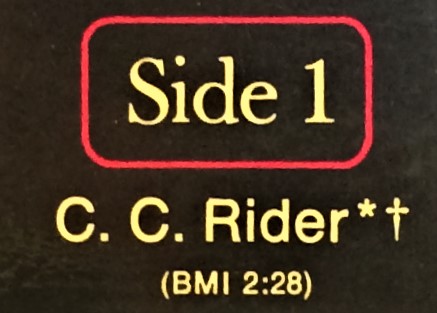 Side 1
C. C. Rider*†
(BMI 2:28)